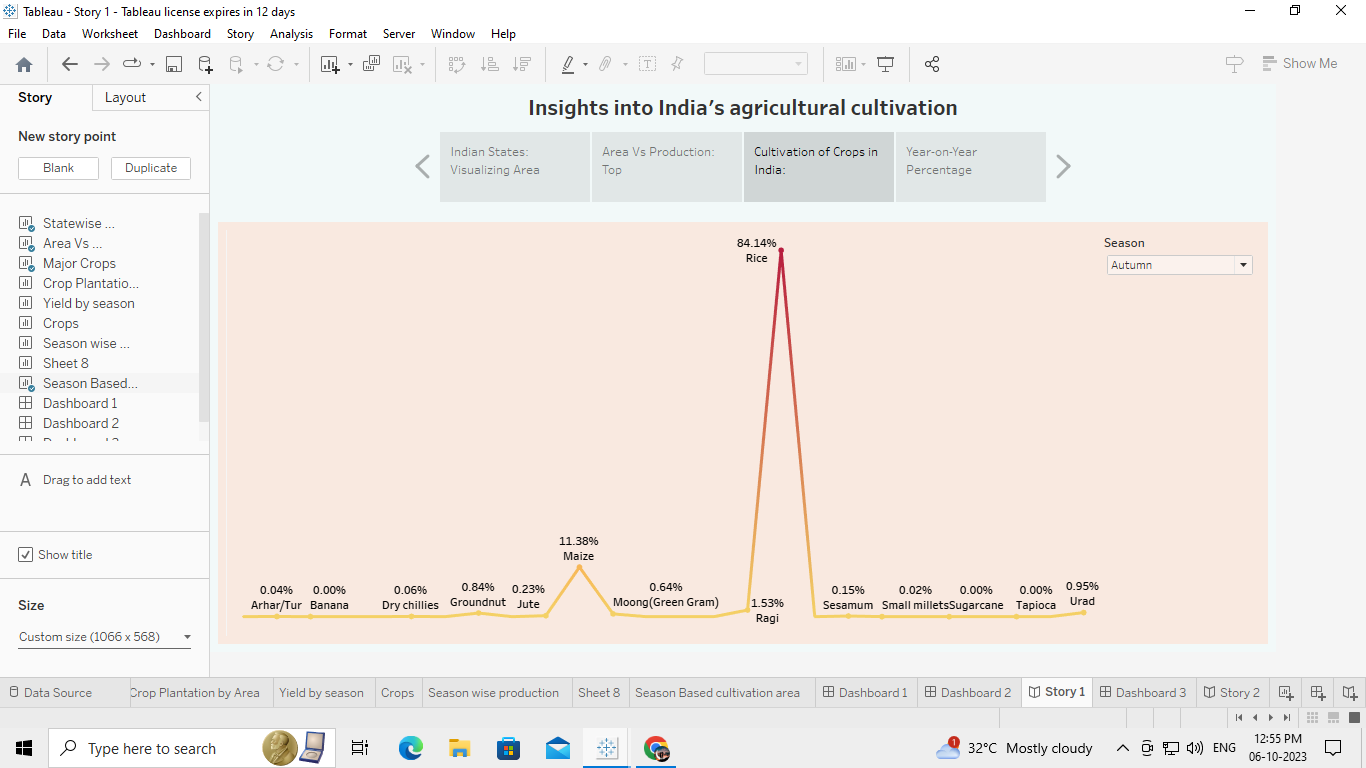 Tableau - Story 1 - Tableau license expires in 12 days
File Data Worksheet Dashboard Story Analysis Format Server Window Help
Show Me
Story Layout
New story point
Blank Duplicate
Statewise ...
Area Vs ...
Major Crops
Crop Plantatio...
Yield by season
Crops
Season wise ...
Sheet 8
Season Based...
Dashboard 1
Dashboard 2
A Drag to add text
Show title
Size
Custom size (1066 x 568)
Insights into India’s agricultural cultivation
Indian States:
Visualizing Area
Area Vs Production:
Top
Cultivation of Crops in
India:
Year-on-Year
Percentage
Season
Autumn
84.14%
Rice
11.38%
Maize
0.04%
Arhar/Tur
0.00%
Banana
0.06%
Dry chillies
0.84%
Groundnut
0.23%
Jute
0.64%
Moong(Green Gram)
1.53%
Ragi
0.15%
Sesamum
0.02%
Small millets
0.00%
Sugarcane
0.00%
Tapioca
0.95%
Urad
Data Source Crop Plantation by Area Yield by season Crops Season wise production Sheet 8 Season Based cultivation area Dashboard 1 Dashboard 2 Story 1 Dashboard 3 Story 2
Type here to search
1 32°C Mostly cloudy ENG
12:55 PM
06-10-2023